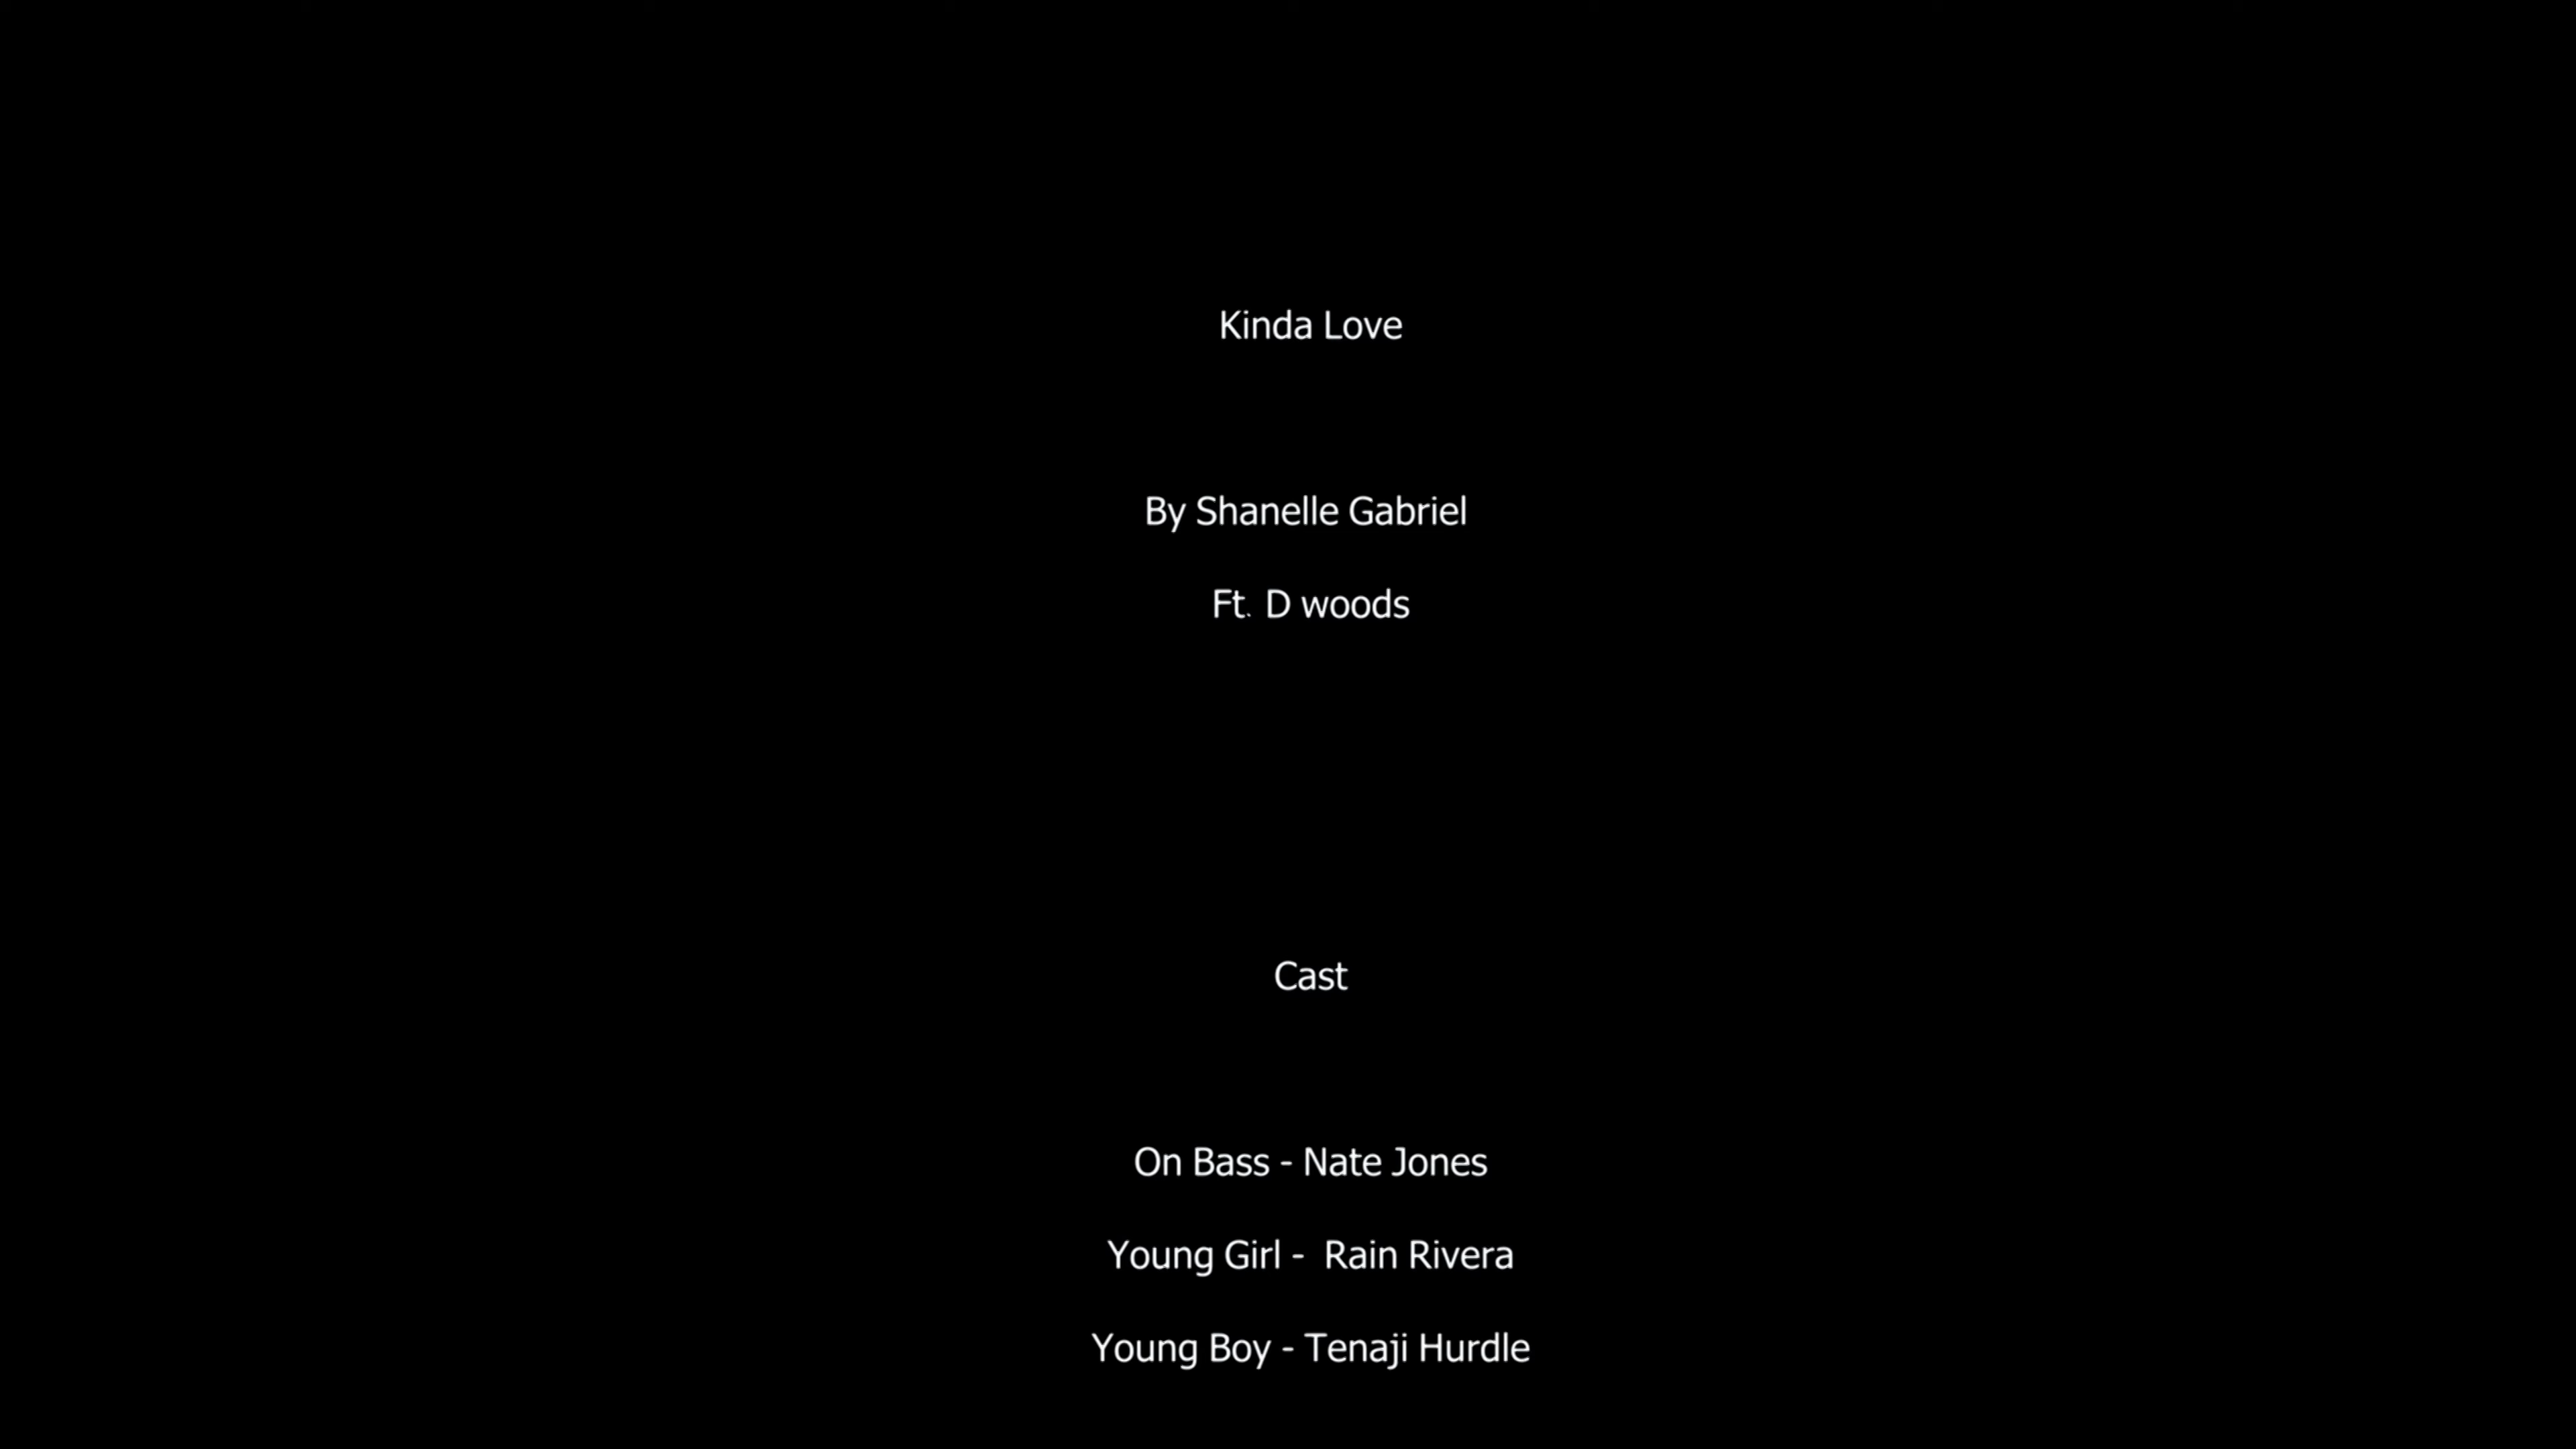 Kinda Love
By Shanelle Gabriel
Ft. D woods
Cast
On Bass - Nate Jones
Young Girl -  Rain Rivera
Young Boy - Tenaji Hurdle